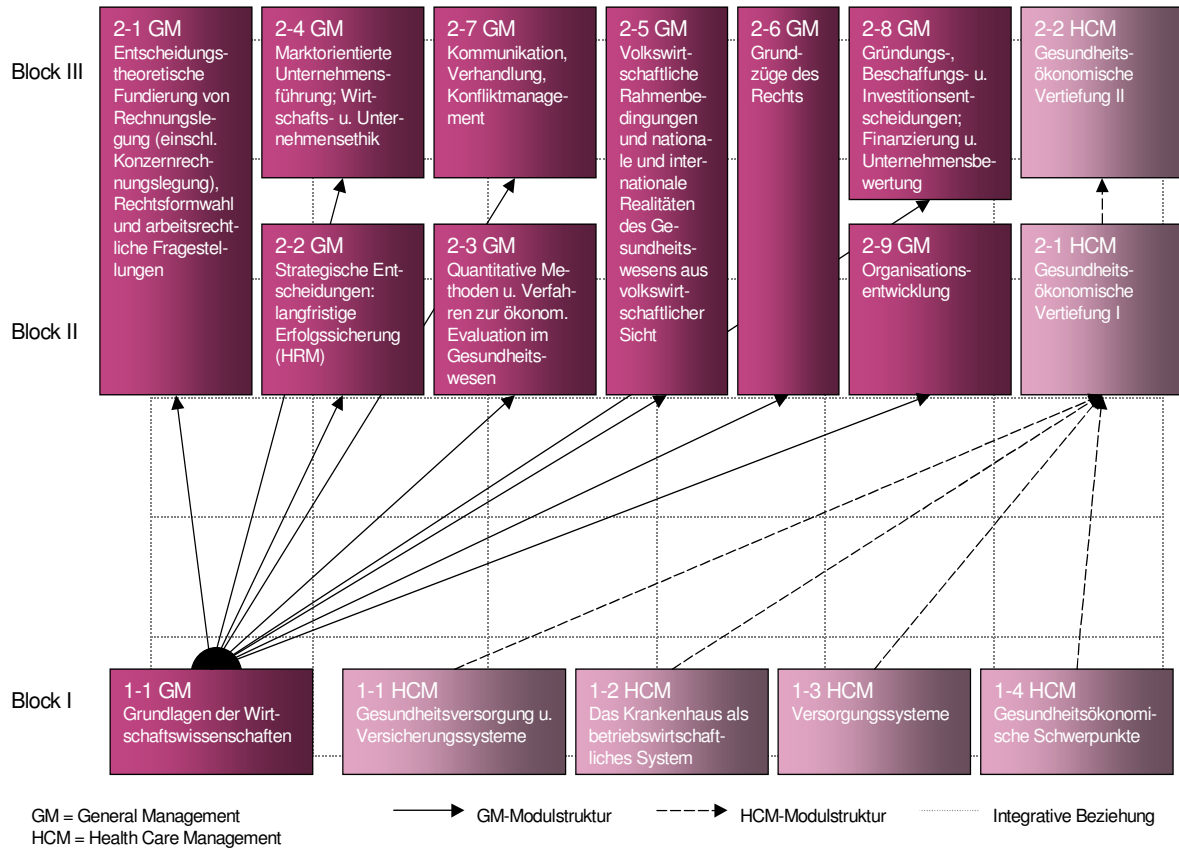 Block III
2-1 GM
Entscheidungs-
theoretische
Fundierung von
Rechnungsle-
gung (einschl.
Konzernrech-
nungslegung),
Rechtsformwahl
und arbeitsrecht-
liche Fragestel-
lungen
2-4 GM
Marktorientierte
Unternehmens-
führung; Wirt-
schafts- u. Unter-
nehmensethik
2-7 GM
Kommunikation,
Verhandlung,
Konfliktmanage-
ment
2-5 GM
Volkswirt-
schaftliche
Rahmenbe-
dingungen
und nationa-
le und inter-
nationale
Realitäten
des Ge-
sundheits-
wesens aus
volkswirt-
schaftlicher
Sicht
2-6 GM
Grund-
züge des
Rechts
2-8 GM
Gründungs-,
Beschaffungs- u.
Investitionsent-
scheidungen;
Finanzierung u.
Unternehmensbe-
wertung
2-2 HCM
Gesundheits-
ökonomische
Vertiefung II
Block II
2-2 GM
Strategische Ent-
scheidungen:
langfristige
Erfolgssicherung
(HRM)
2-3 GM
Quantitative Me-
thoden u. Verfah-
ren zur ökonom.
Evaluation im
Gesundheits-
wesen
2-9 GM
Organisations-
entwicklung
2-1 HCM
Gesundheits-
ökonomische
Vertiefung I
Block I
1-1 GM
Grundlagen der Wirt-
schaftswissenschaften
1-1 HCM
Gesundheitsversorgung u.
Versicherungssysteme
1-2 HCM
Das Krankenhaus als
betriebswirtschaft-
liches System
1-3 HCM
Versorgungssysteme
1-4 HCM
Gesundheitsökonomi-
sche Schwerpunkte
GM = General Management
HCM = Health Care Management
GM-Modulstruktur
HCM-Modulstruktur
Integrative Beziehung